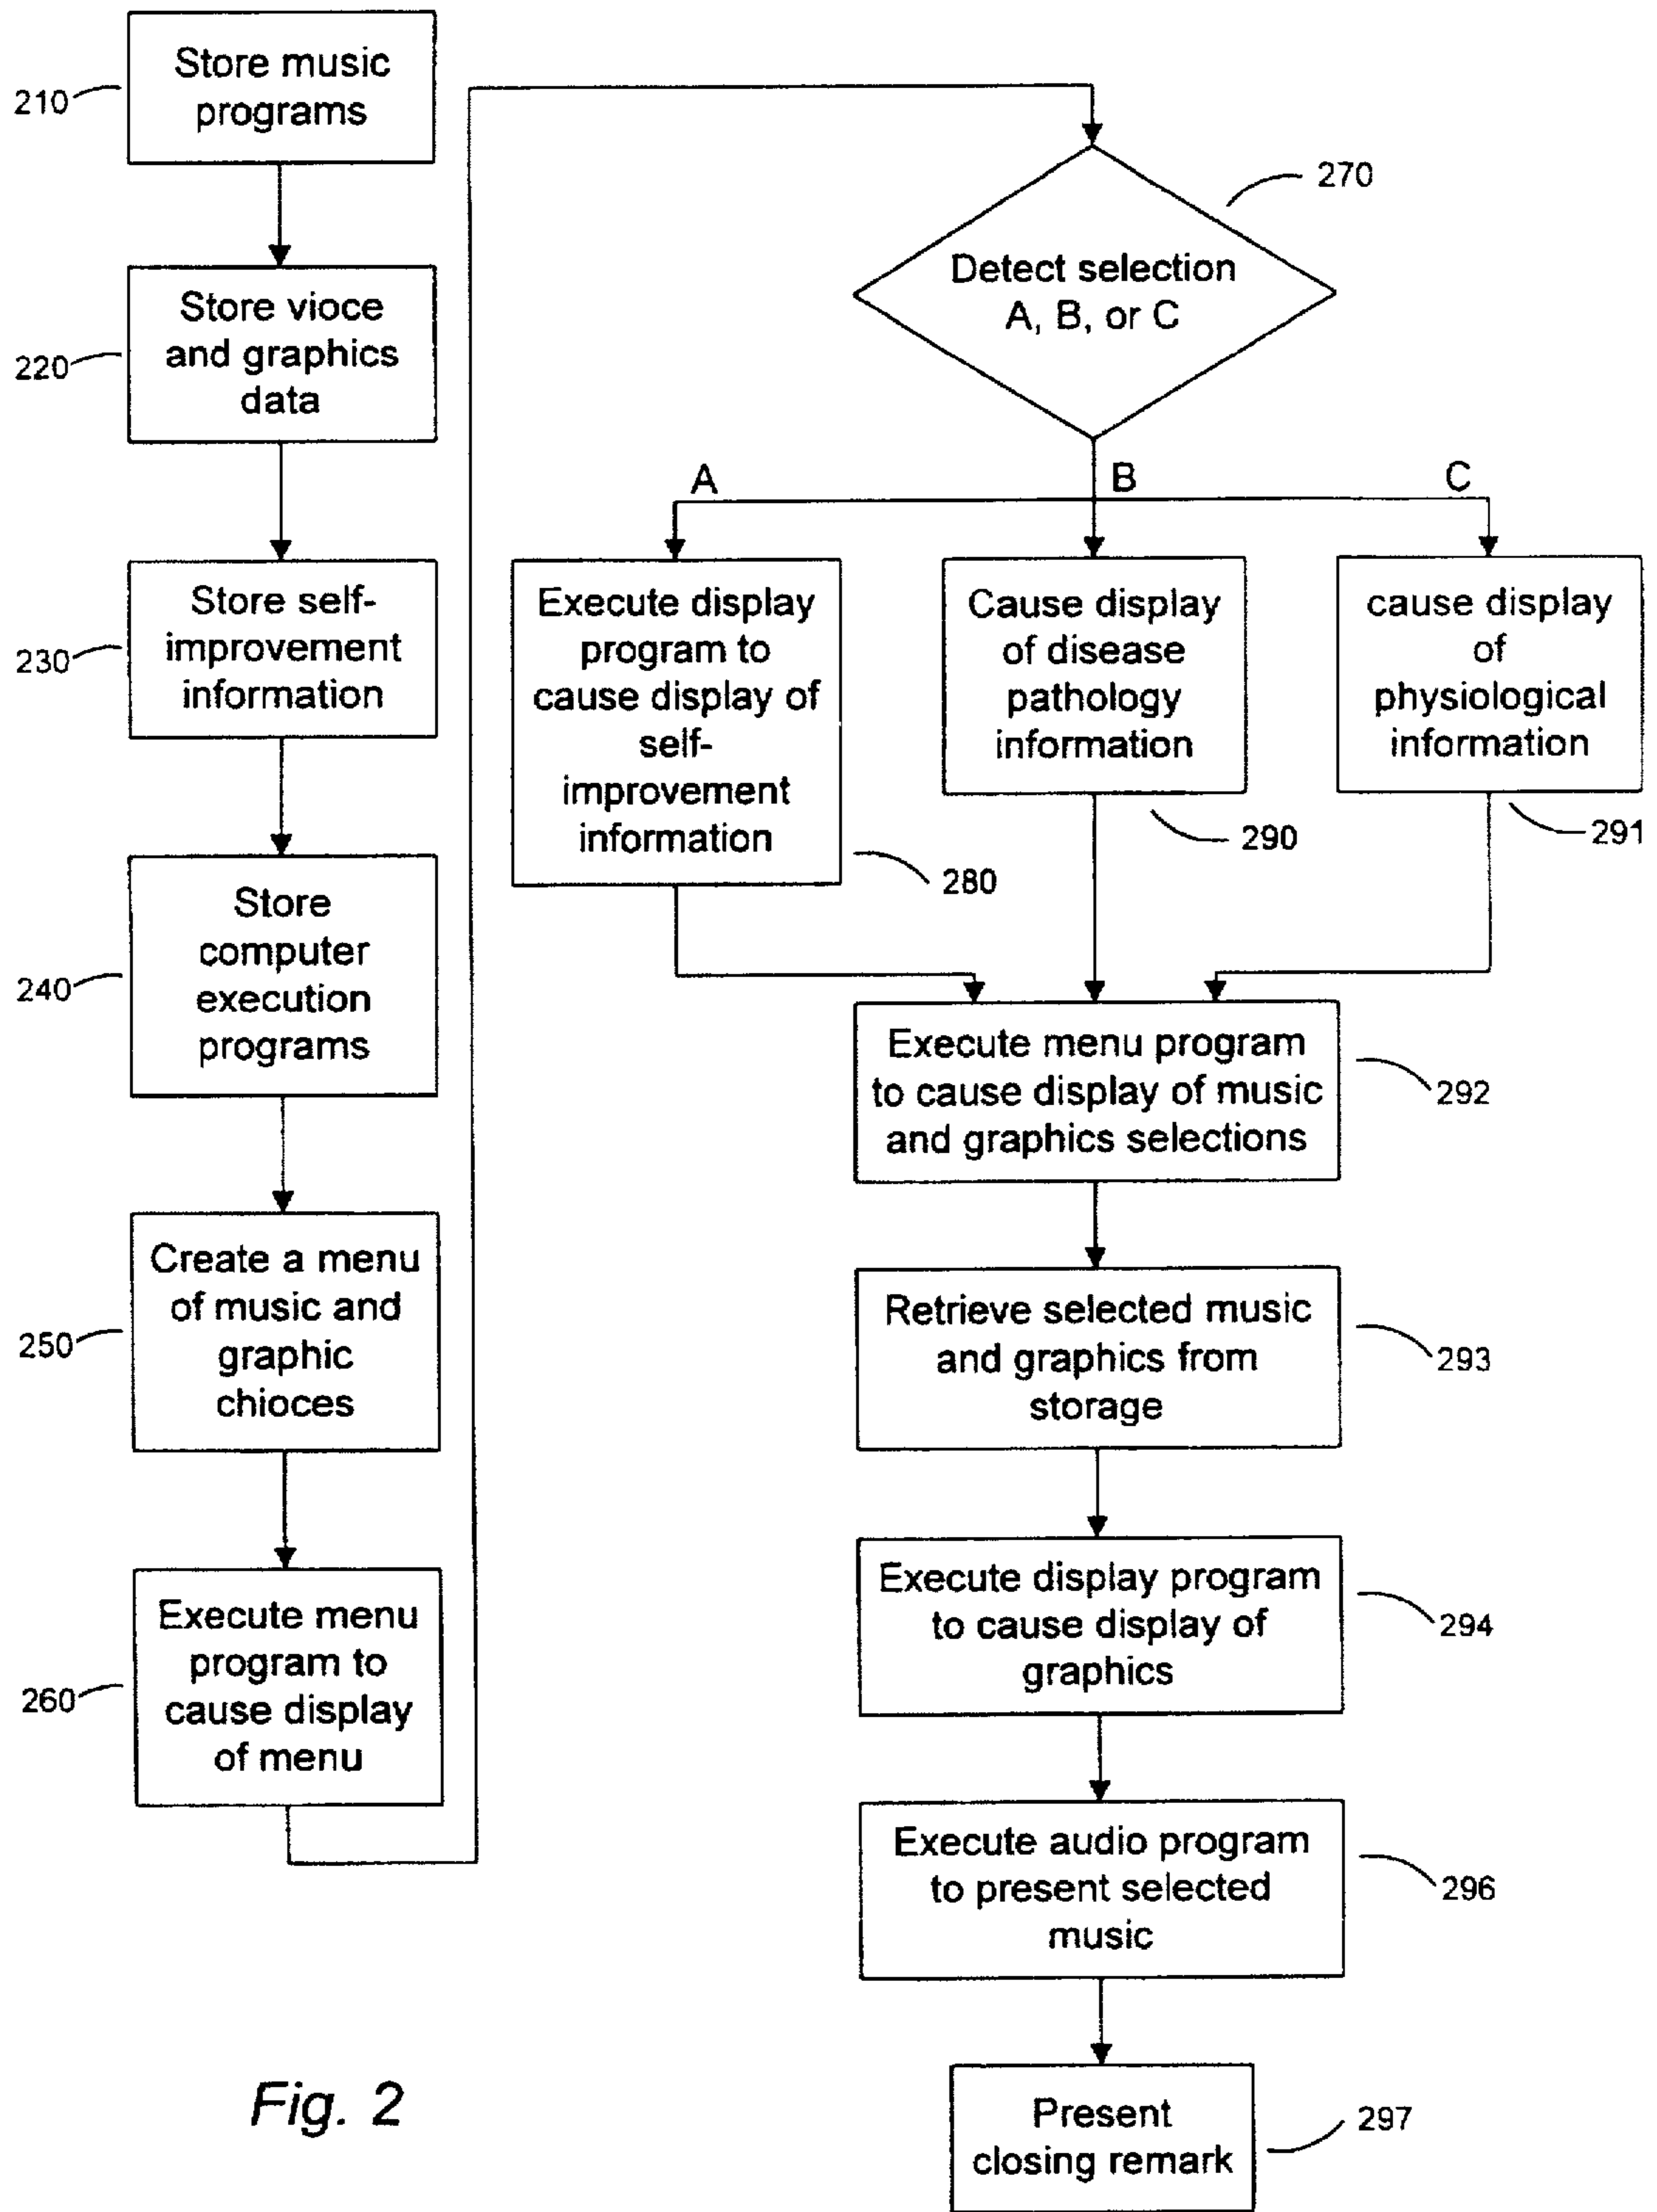 Store music
programs
210
Store vioce
and graphics
data
220
Store self-
improvement
information
230
Store
computer
execution
programs
240
Create a menu
of music and
graphic
chioces
250
Execute menu
program to
cause display
of menu
260
Detect selection
A, B, or C
270
A
B
C
Execute display
program to
cause display of
self-
improvement
information
280
Cause display
of disease
pathology
information
290
cause display
of
physiological
information
291
Execute menu program
to cause display of music
and graphics selections
292
Retrieve selected music
and graphics from
storage
293
Execute display program
to cause display of
graphics
294
Execute audio program
to present selected
music
296
Present
closing remark
297
Fig. 2